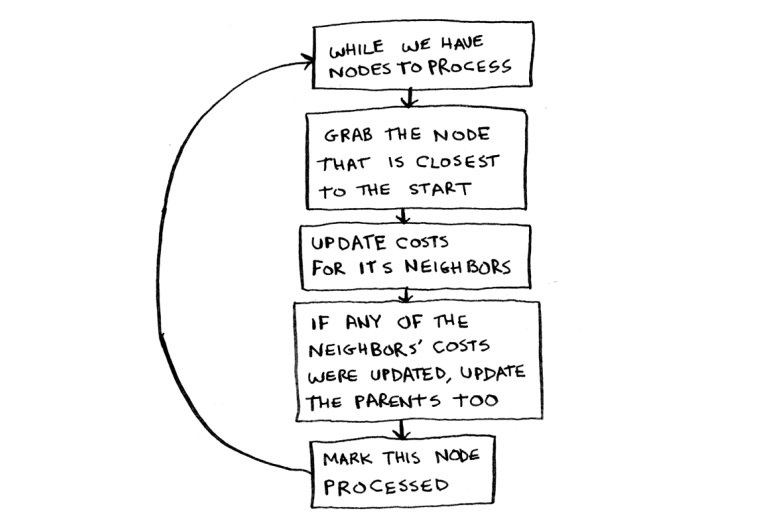 WHILE WE HAVE
NODES TO PROCESS
GRAB THE NODE
THAT IS CLOSEST
TO THE START
UPDATE COSTS
FOR ITS NEIGHBORS
IF ANY OF THE
NEIGHBORS' COSTS
WERE UPDATED, UPDATE
THE PARENTS TOO
MARK THIS NODE
PROCESSED